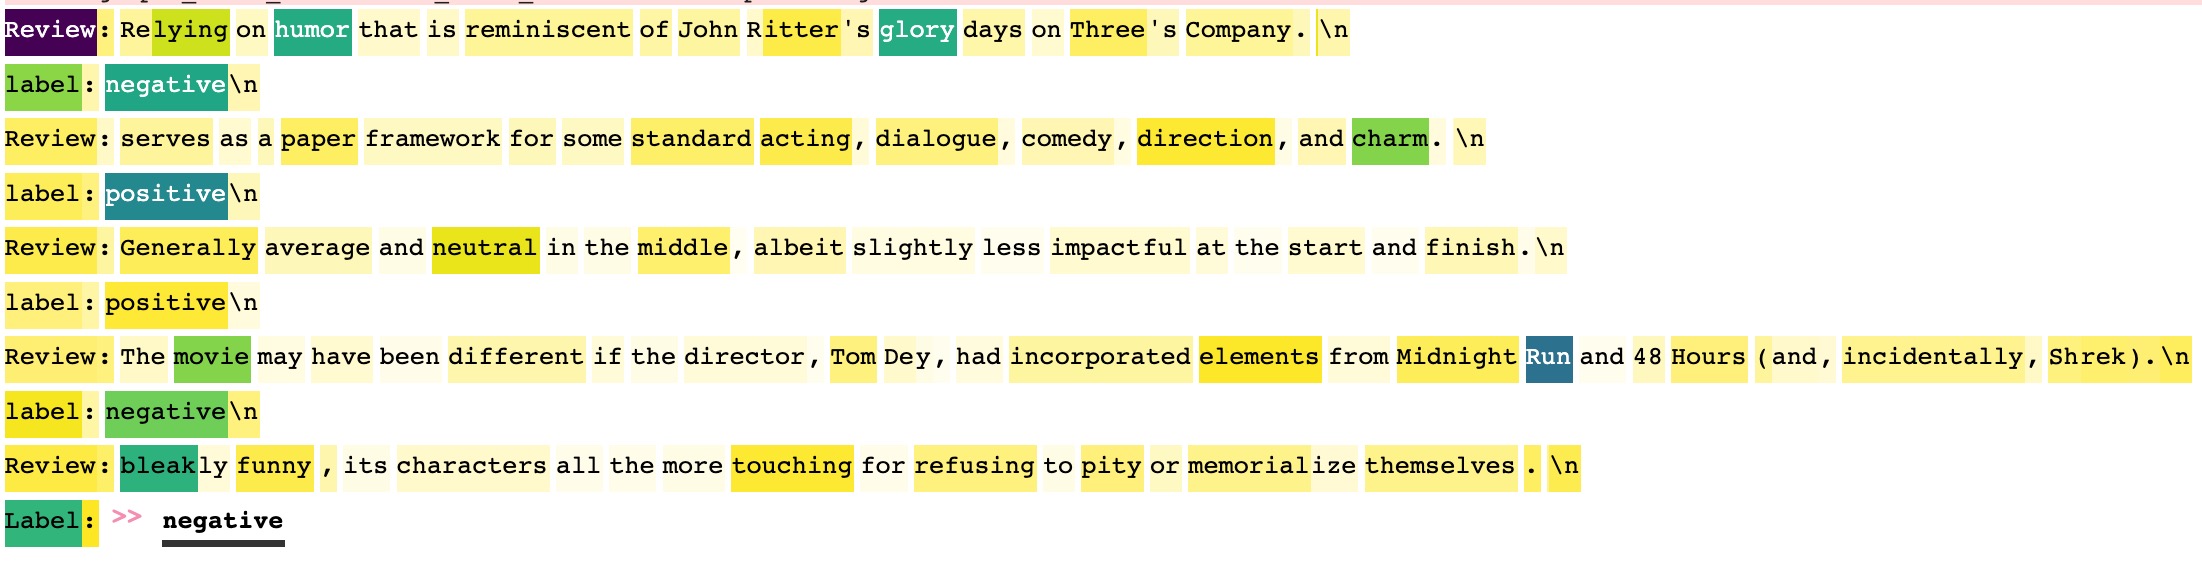 Review: Relying on humor that is reminiscent of John Ritter's glory days on Three's Company. \n
label: negative\n
Review: serves as a paper framework for some standard acting, dialogue, comedy, direction, and charm. \n
label: positive\n
Review: Generally average and neutral in the middle, albeit slightly less impactful at the start and finish.\n
label: positive\n
Review: The movie may have been different if the director, Tom Dey, had incorporated elements from Midnight Run and 48 Hours (and, incidentally, Shrek).\n
label: negative\n
Review: bleakly funny , its characters all the more touching for refusing to pity or memorialize themselves . \n
Label: >> negative